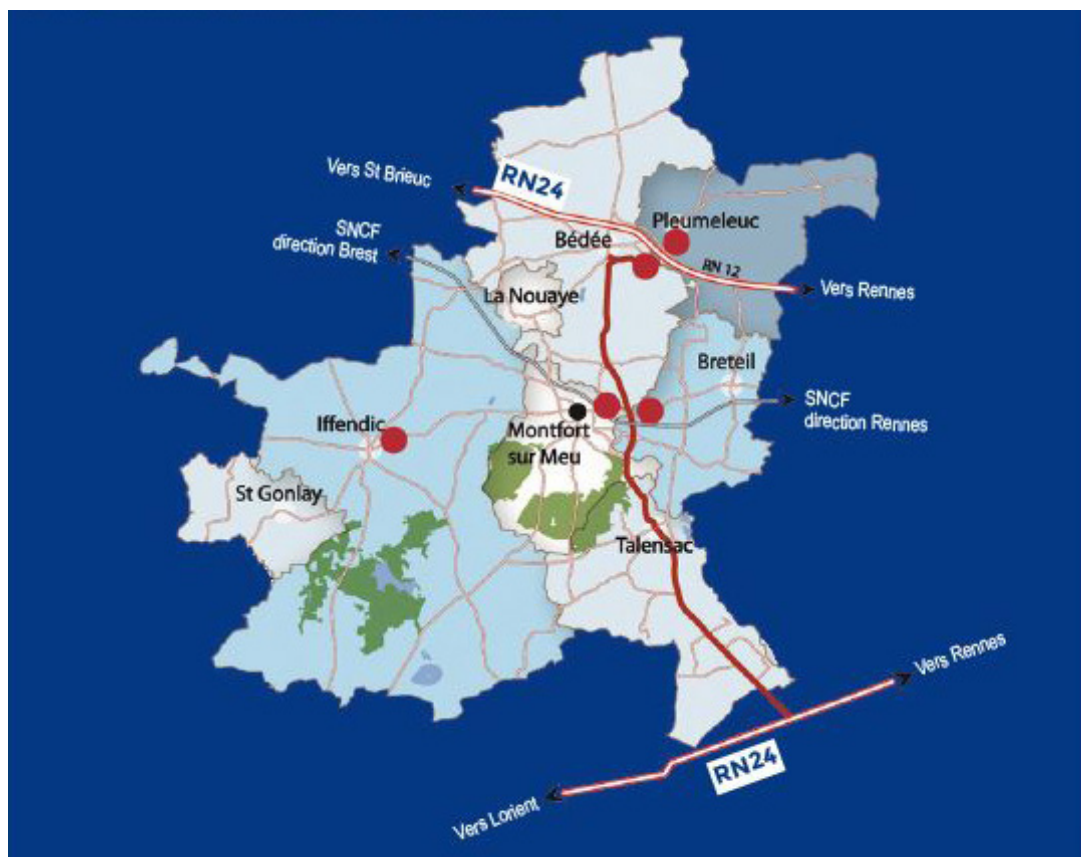 Vers St Brieuc
RN24
Pleumeleuc
SNCF
direction Brest
Bédée
RN 12
Vers Rennes
La Nouaye
Breteil
SNCF
direction Rennes
Iffendic
Montfort
sur Meu
St Gonlay
Talensac
Vers Rennes
RN24
Vers Lorient